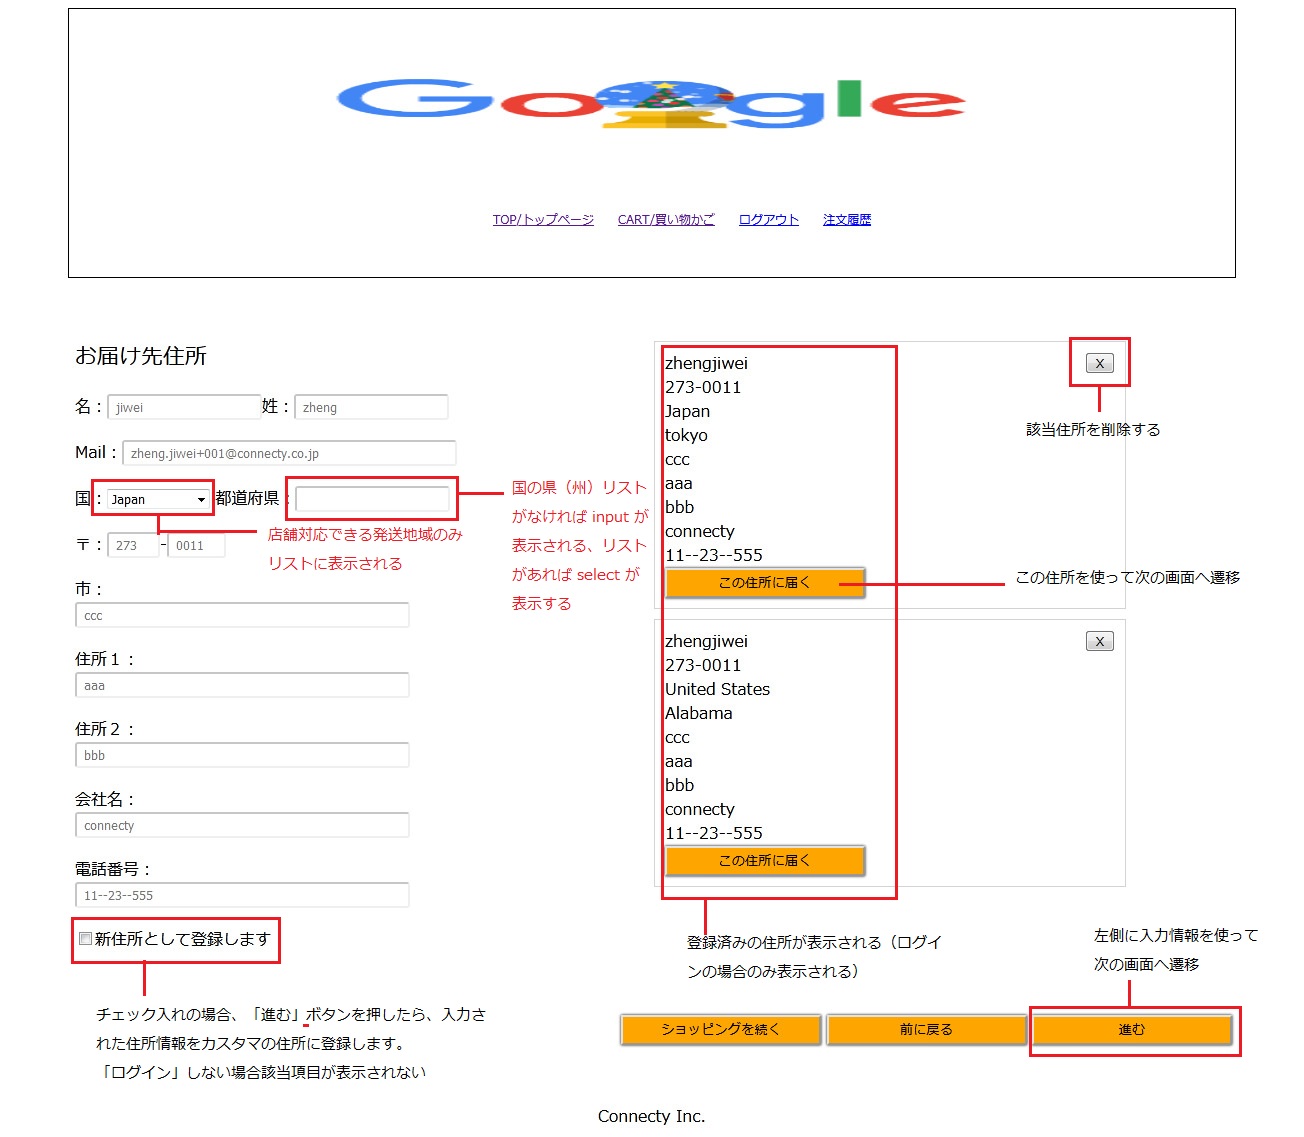 Google
TOP/トップページ CART/買い物かご ログアウト 注文履歴
お届け先住所
名： jiwei 姓： zheng
Mail： zheng.jiwei+001@connecty.co.jp
国： Japan 都道府県：
店舗対応できる発送地域のみ
リストに表示される
国の県（州）リスト
がなければ input が
表示される、リスト
があれば select が
表示する
〒： 273 - 0011
市：
ccc
住所１：
aaa
住所２：
bbb
会社名：
connecty
電話番号：
11--23--555
新住所として登録します
チェック入れの場合、「進む」ボタンを押したら、入力さ
れた住所情報をカスタマの住所に登録します。
「ログイン」しない場合該当項目が表示されない
zhengjiwei
273-0011
Japan
tokyo
ccc
aaa
bbb
connecty
11--23--555
この住所に届く
X
該当住所を削除する
この住所を使って次の画面へ遷移
zhengjiwei
273-0011
United States
Alabama
ccc
aaa
bbb
connecty
11--23--555
この住所に届く
X
登録済みの住所が表示される（ログイ
ンの場合のみ表示される）
左側に入力情報を使って
次の画面へ遷移
ショッピングを続く 前に戻る 進む
Connecty Inc.